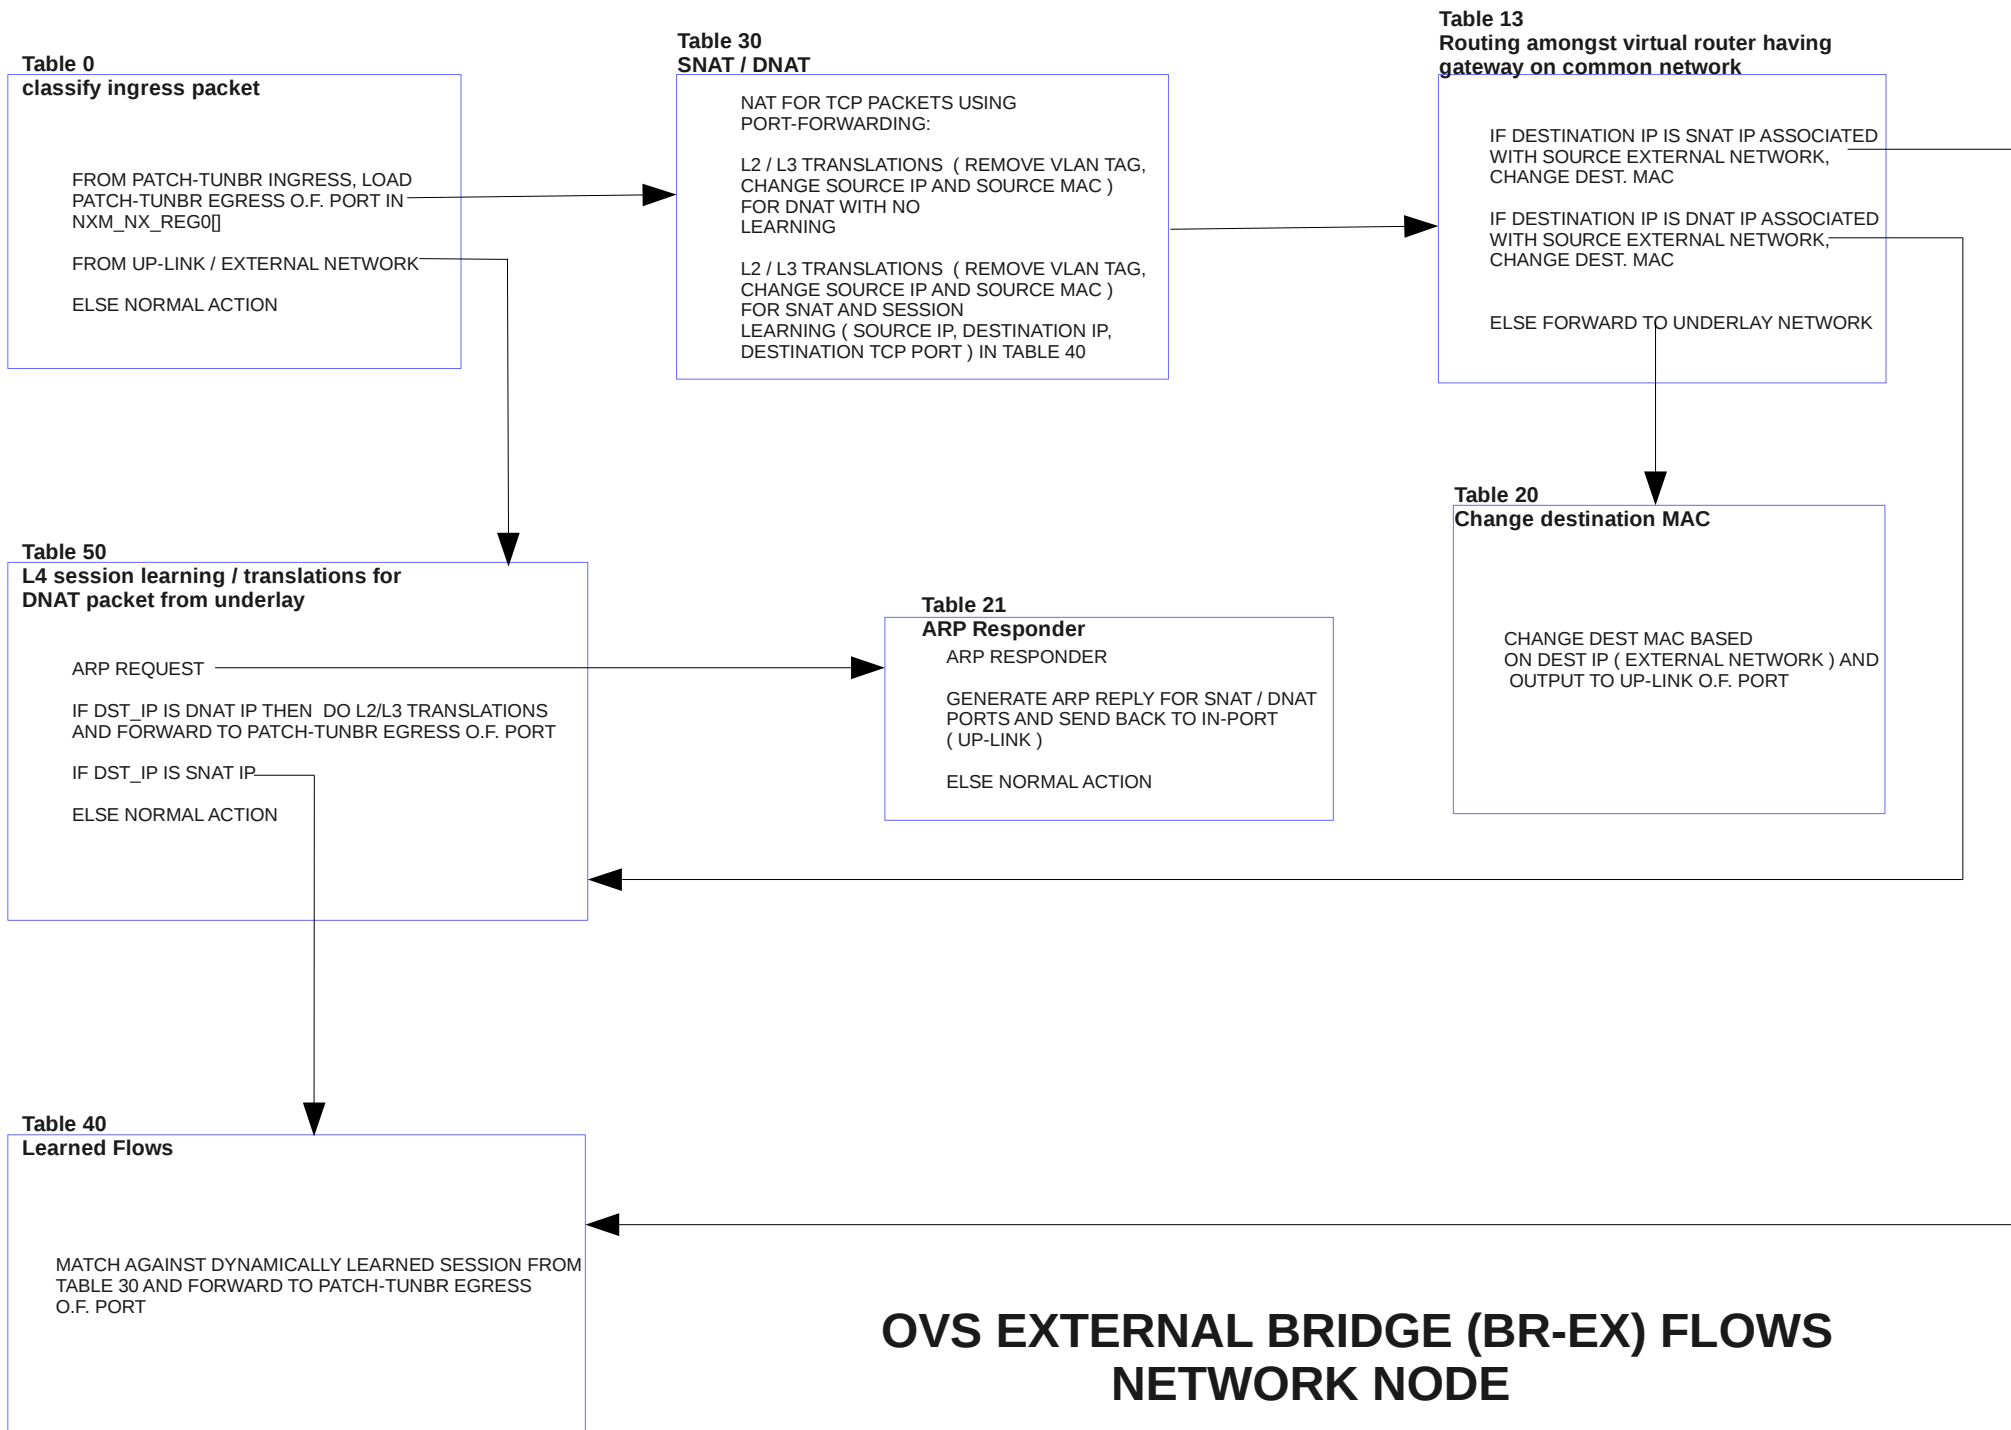 Table 0
classify ingress packet
FROM PATCH-TUNBR INGRESS, LOAD
PATCH-TUNBR EGRESS O.F. PORT IN
NXM_NX_REG0[]
FROM UP-LINK / EXTERNAL NETWORK
ELSE NORMAL ACTION
Table 30
SNAT / DNAT
NAT FOR TCP PACKETS USING
PORT-FORWARDING:
L2 / L3 TRANSLATIONS ( REMOVE VLAN TAG,
CHANGE SOURCE IP AND SOURCE MAC )
FOR DNAT WITH NO
LEARNING
L2 / L3 TRANSLATIONS ( REMOVE VLAN TAG,
CHANGE SOURCE IP AND SOURCE MAC )
FOR SNAT AND SESSION
LEARNING ( SOURCE IP, DESTINATION IP,
DESTINATION TCP PORT ) IN TABLE 40
Table 13
Routing amongst virtual router having
gateway on common network
IF DESTINATION IP IS SNAT IP ASSOCIATED
WITH SOURCE EXTERNAL NETWORK,
CHANGE DEST. MAC
IF DESTINATION IP IS DNAT IP ASSOCIATED
WITH SOURCE EXTERNAL NETWORK,
CHANGE DEST. MAC
ELSE FORWARD TO UNDERLAY NETWORK
Table 50
L4 session learning / translations for
DNAT packet from underlay
ARP REQUEST
IF DST_IP IS DNAT IP THEN DO L2/L3 TRANSLATIONS
AND FORWARD TO PATCH-TUNBR EGRESS O.F. PORT
IF DST_IP IS SNAT IP
ELSE NORMAL ACTION
Table 21
ARP Responder
ARP RESPONDER
GENERATE ARP REPLY FOR SNAT / DNAT
PORTS AND SEND BACK TO IN-PORT
( UP-LINK )
ELSE NORMAL ACTION
Table 20
Change destination MAC
CHANGE DEST MAC BASED
ON DEST IP ( EXTERNAL NETWORK ) AND
OUTPUT TO UP-LINK O.F. PORT
Table 40
Learned Flows
MATCH AGAINST DYNAMICALLY LEARNED SESSION FROM
TABLE 30 AND FORWARD TO PATCH-TUNBR EGRESS
O.F. PORT
OVS EXTERNAL BRIDGE (BR-EX) FLOWS
NETWORK NODE